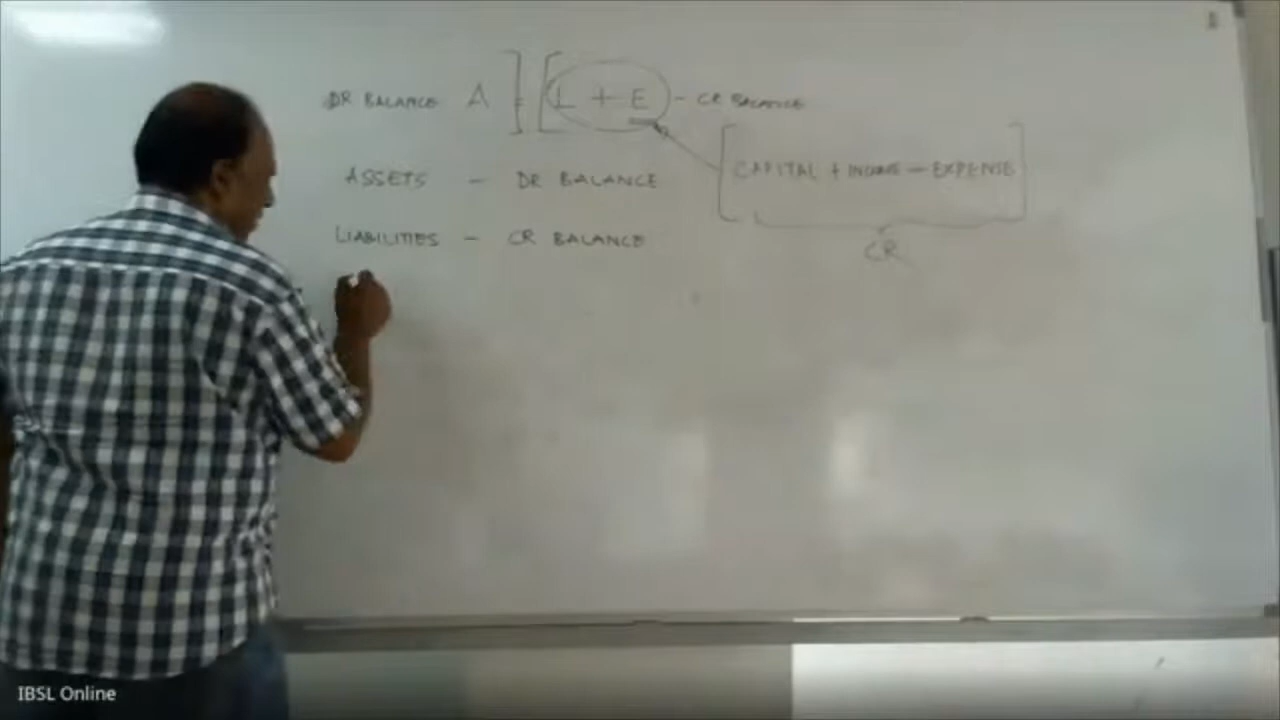 DR BALANCE A ] = [ L + E - CR BALANCE
[ CAPITAL + INCOME - EXPENSE ]
CR
ASSETS - DR BALANCE
LIABILITIES - CR BALANCE
IBSL Online